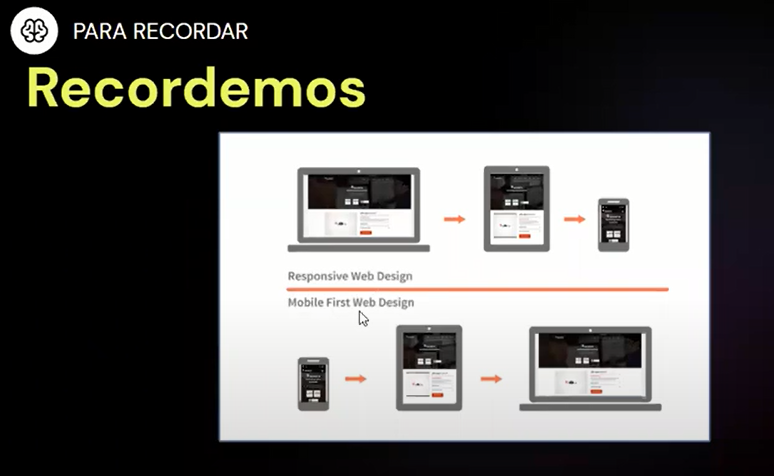 PARA RECORDAR
Recordemos
Responsive Web Design
Mobile First Web Design